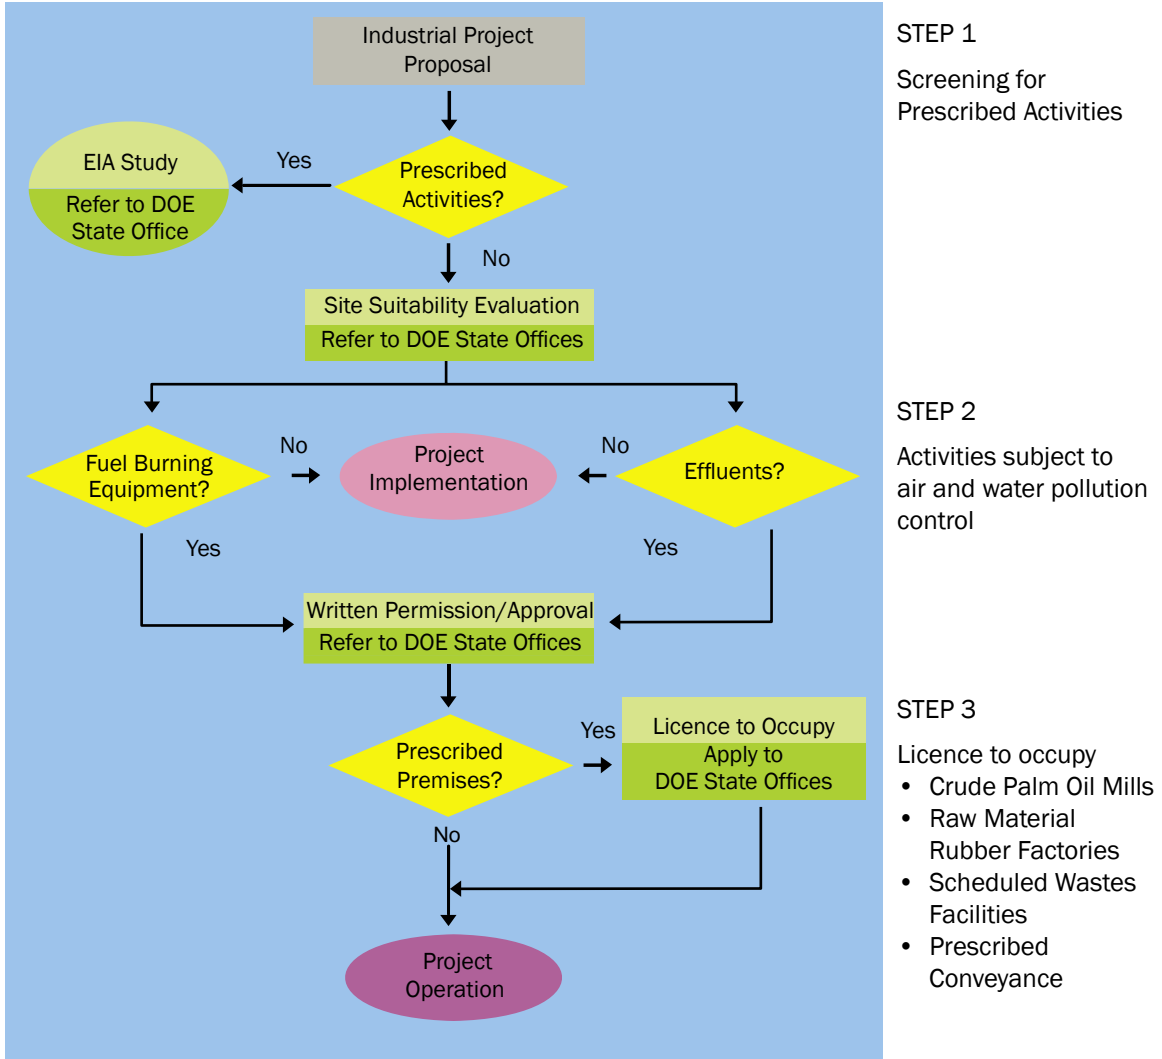 Industrial Project
Proposal
STEP 1
Screening for
Prescribed Activities
EIA Study
Refer to DOE
State Office
Yes
Prescribed
Activities?
No
Site Suitability Evaluation
Refer to DOE State Offices
STEP 2
Activities subject to
air and water pollution
control
Fuel Burning
Equipment?
No
Project
Implementation
No
Effluents?
Yes
Yes
Written Permission/Approval
Refer to DOE State Offices
Prescribed
Premises?
Yes
Licence to Occupy
Apply to
DOE State Offices
No
Project
Operation
STEP 3
Licence to occupy
• Crude Palm Oil Mills
• Raw Material
Rubber Factories
• Scheduled Wastes
Facilities
• Prescribed
Conveyance